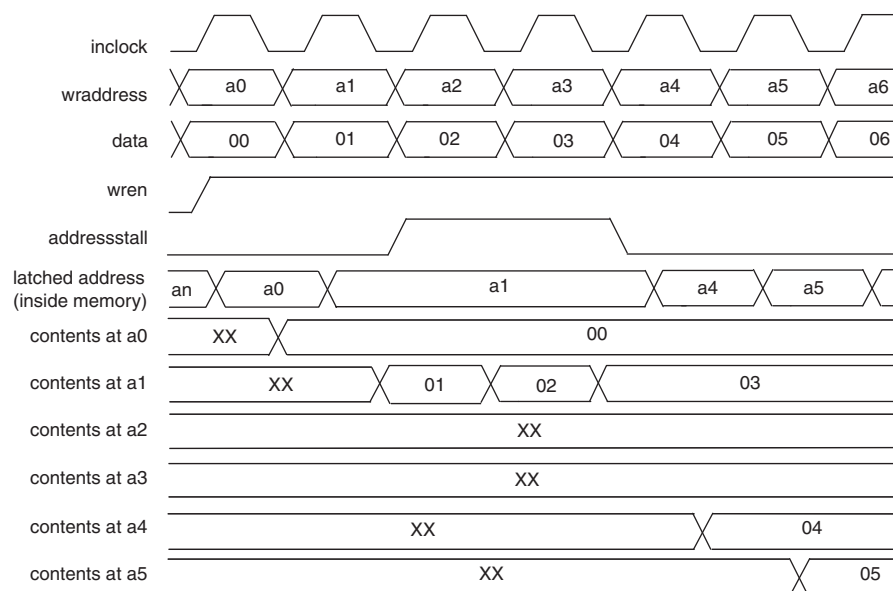 inclock
wraddress a0 a1 a2 a3 a4 a5 a6
data 00 01 02 03 04 05 06
wren
addressstall
latched address
(inside memory) an a0 a1 a4 a5
contents at a0 XX 00
contents at a1 XX 01 02 03
contents at a2 XX
contents at a3 XX
contents at a4 XX 04
contents at a5 XX 05